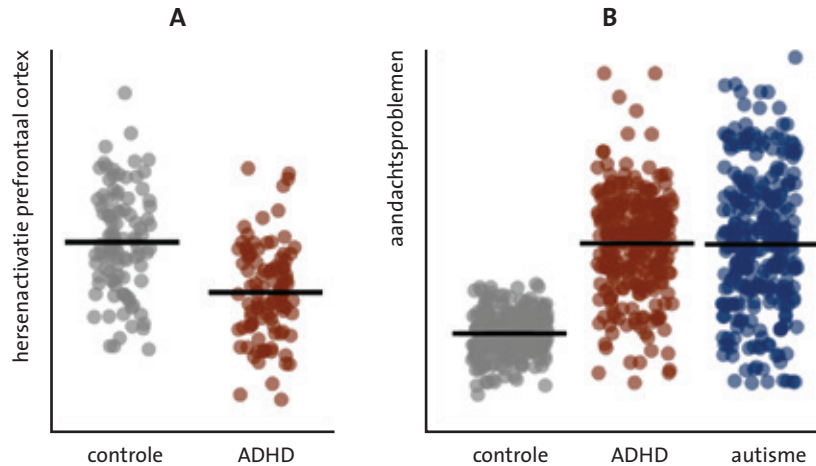 A
hersenactivatie prefrontaal cortex
controle
ADHD
B
aandachtsproblemen
controle
ADHD
autisme